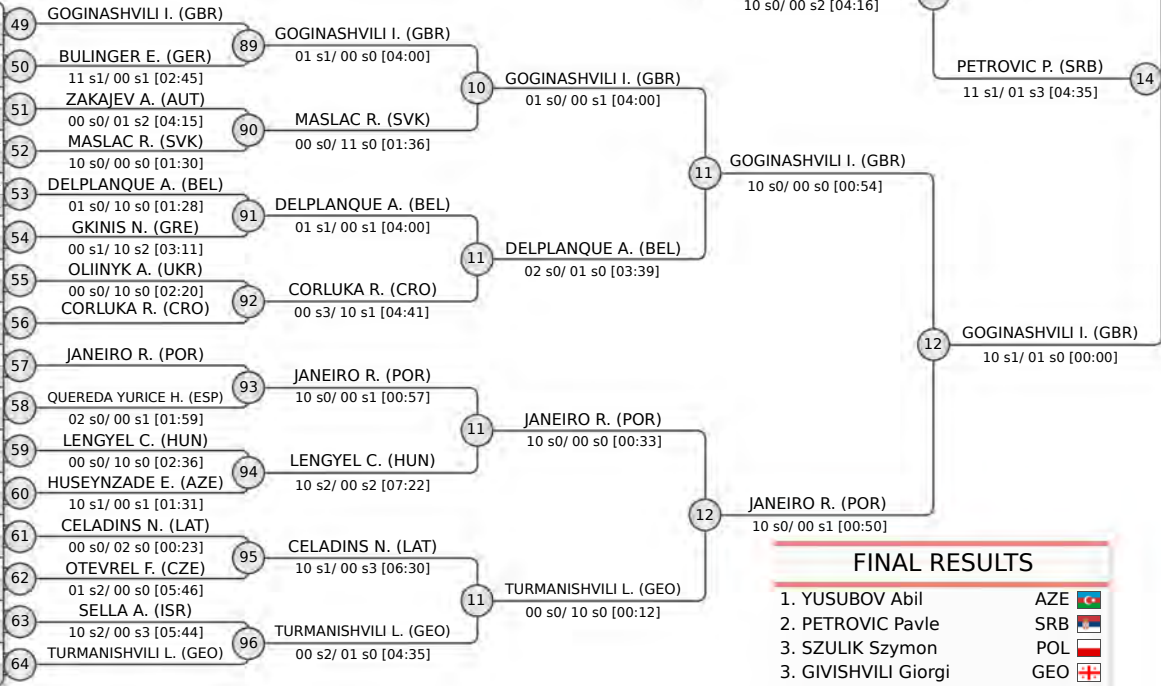 10 s0/ 00 s2 [04:16]
PETROVIC P. (SRB)
14
11 s1/ 01 s3 [04:35]
49
GOGINASHVILI I. (GBR)
89
GOGINASHVILI I. (GBR)
01 s1/ 00 s0 [04:00]
50
BULINGER E. (GER)
11 s1/ 00 s1 [02:45]
10
GOGINASHVILI I. (GBR)
01 s0/ 00 s1 [04:00]
51
ZAKAJEV A. (AUT)
00 s0/ 01 s2 [04:15]
90
MASLAC R. (SVK)
00 s0/ 11 s0 [01:36]
52
MASLAC R. (SVK)
10 s0/ 00 s0 [01:30]
11
GOGINASHVILI I. (GBR)
10 s0/ 00 s0 [00:54]
53
DELPLANQUE A. (BEL)
01 s0/ 10 s0 [01:28]
91
DELPLANQUE A. (BEL)
01 s1/ 00 s1 [04:00]
54
GKINIS N. (GRE)
00 s1/ 10 s2 [03:11]
11
DELPLANQUE A. (BEL)
02 s0/ 01 s0 [03:39]
55
OLIINYK A. (UKR)
00 s0/ 10 s0 [02:20]
92
CORLUKA R. (CRO)
00 s3/ 10 s1 [04:41]
56
CORLUKA R. (CRO)
12
GOGINASHVILI I. (GBR)
10 s1/ 01 s0 [00:00]
57
JANEIRO R. (POR)
93
JANEIRO R. (POR)
10 s0/ 00 s1 [00:57]
58
QUEREDA YURICE H. (ESP)
02 s0/ 00 s1 [01:59]
11
JANEIRO R. (POR)
10 s0/ 00 s0 [00:33]
59
LENGYEL C. (HUN)
00 s0/ 10 s0 [02:36]
94
LENGYEL C. (HUN)
10 s2/ 00 s2 [07:22]
60
HUSEYNZADE E. (AZE)
10 s1/ 00 s1 [01:31]
12
JANEIRO R. (POR)
10 s0/ 00 s1 [00:50]
61
CELADINS N. (LAT)
00 s0/ 02 s0 [00:23]
95
CELADINS N. (LAT)
10 s1/ 00 s3 [06:30]
62
OTEVREL F. (CZE)
01 s2/ 00 s0 [05:46]
11
TURMANISHVILI L. (GEO)
00 s0/ 10 s0 [00:12]
63
SELLA A. (ISR)
10 s2/ 00 s3 [05:44]
96
TURMANISHVILI L. (GEO)
00 s2/ 01 s0 [04:35]
64
TURMANISHVILI L. (GEO)
FINAL RESULTS
1. YUSUBOV Abil AZE
2. PETROVIC Pavle SRB
3. SZULIK Szymon POL
3. GIVISHVILI Giorgi GEO